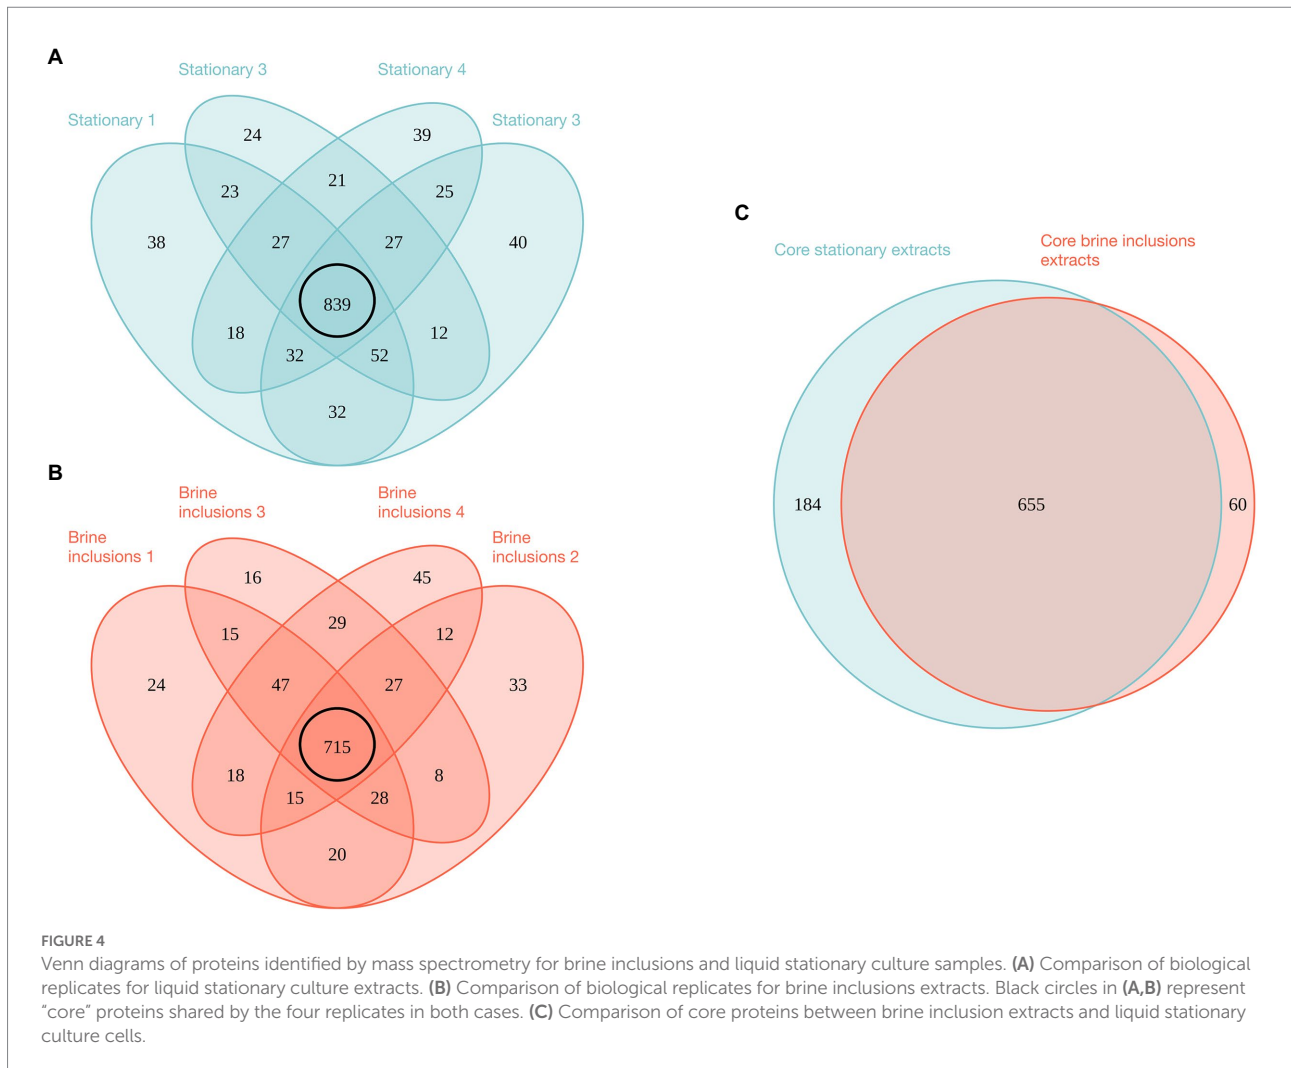 A
Stationary 3
Stationary 4
Stationary 1
Stationary 3
24
39
23
21
25
38
27
27
40
839
18
32
52
12
32
B
Brine
inclusions 3
Brine
inclusions 4
Brine
inclusions 1
Brine
inclusions 2
16
45
15
29
12
24
47
27
33
715
18
15
28
8
20
C
Core stationary extracts
Core brine inclusions
extracts
184
655
60
FIGURE 4
Venn diagrams of proteins identified by mass spectrometry for brine inclusions and liquid stationary culture samples. (A) Comparison of biological
replicates for liquid stationary culture extracts. (B) Comparison of biological replicates for brine inclusions extracts. Black circles in (A,B) represent
“core” proteins shared by the four replicates in both cases. (C) Comparison of core proteins between brine inclusion extracts and liquid stationary
culture cells.